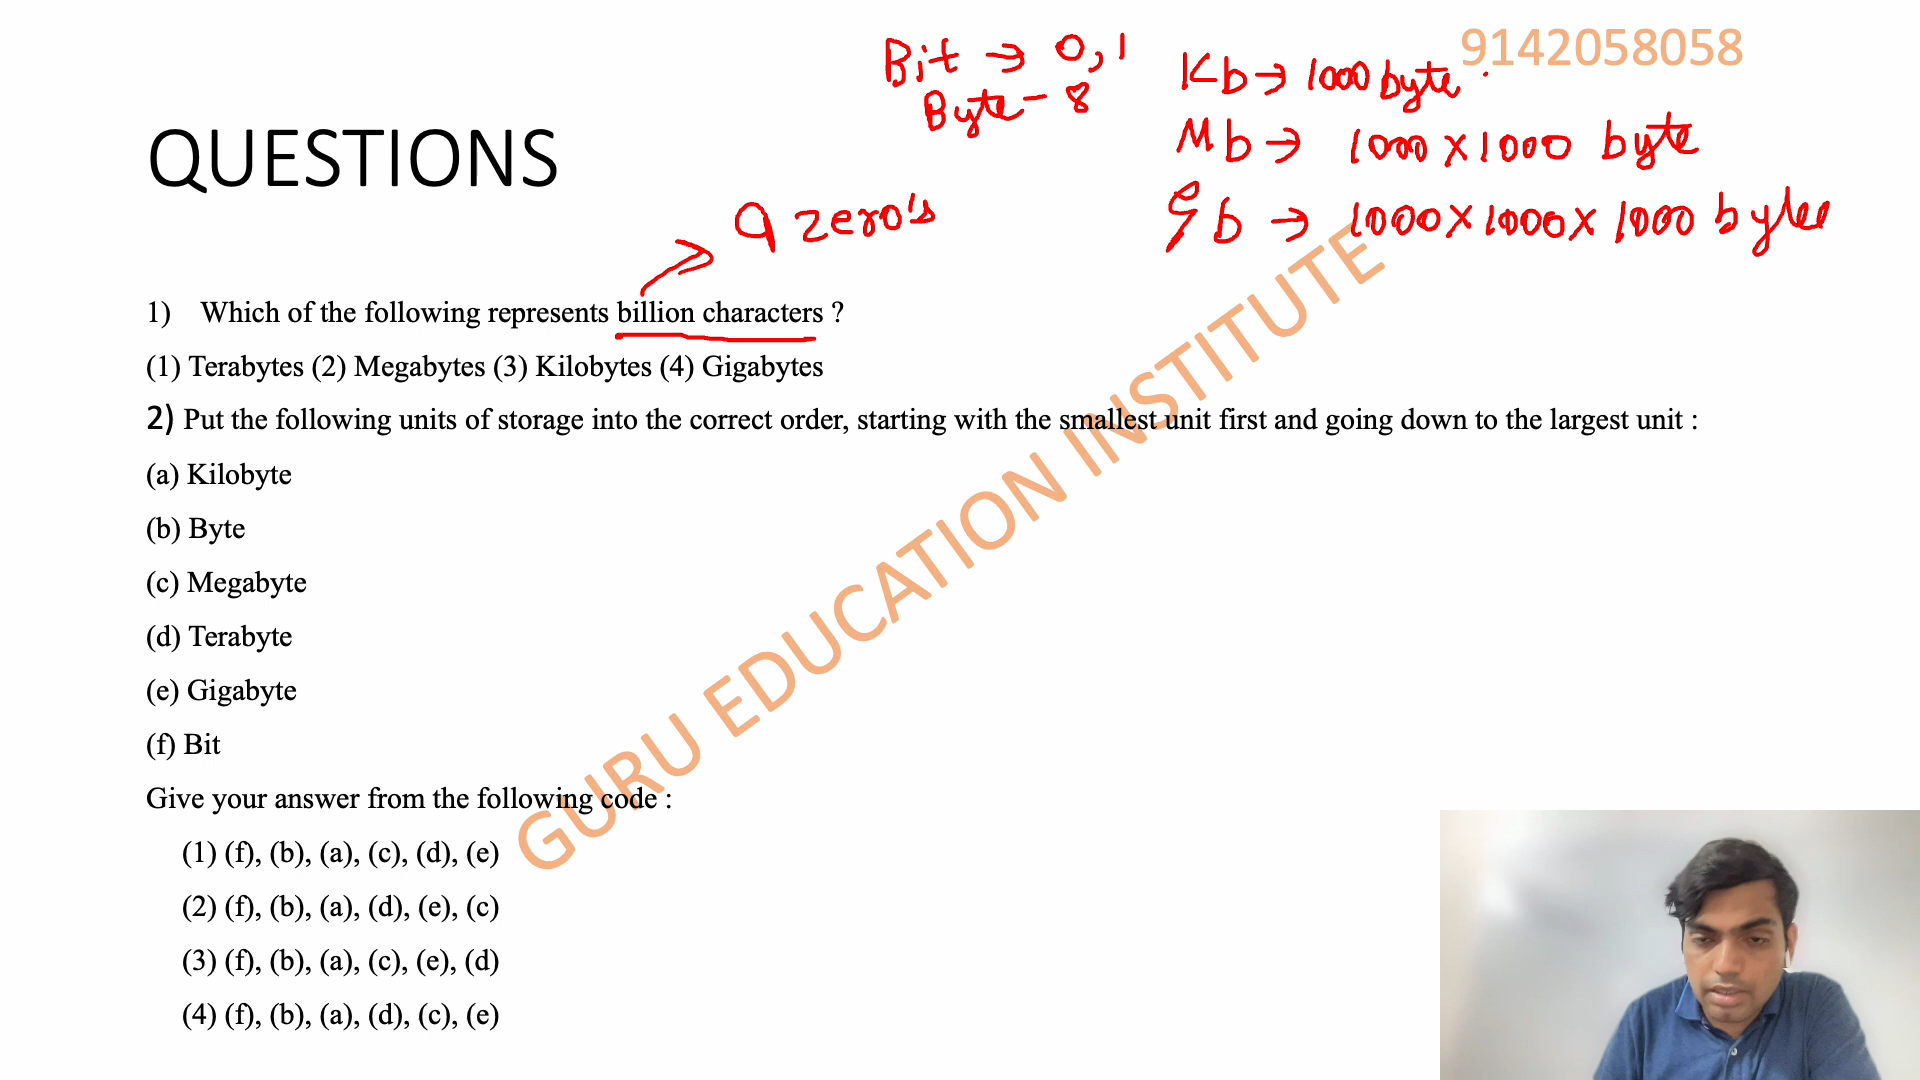 9142058058
Bit → 0, 1
Byte - 8
Kb → 1000 byte
Mb → 1000 x 1000 byte
Gb → 1000 x 1000 x 1000 bytes
QUESTIONS
9 zero's
1) Which of the following represents billion characters ?
(1) Terabytes (2) Megabytes (3) Kilobytes (4) Gigabytes
2) Put the following units of storage into the correct order, starting with the smallest unit first and going down to the largest unit :
(a) Kilobyte
(b) Byte
(c) Megabyte
(d) Terabyte
(e) Gigabyte
(f) Bit
Give your answer from the following code :
(1) (f), (b), (a), (c), (d), (e)
(2) (f), (b), (a), (d), (e), (c)
(3) (f), (b), (a), (c), (e), (d)
(4) (f), (b), (a), (d), (c), (e)
GURU EDUCATION INSTITUTE